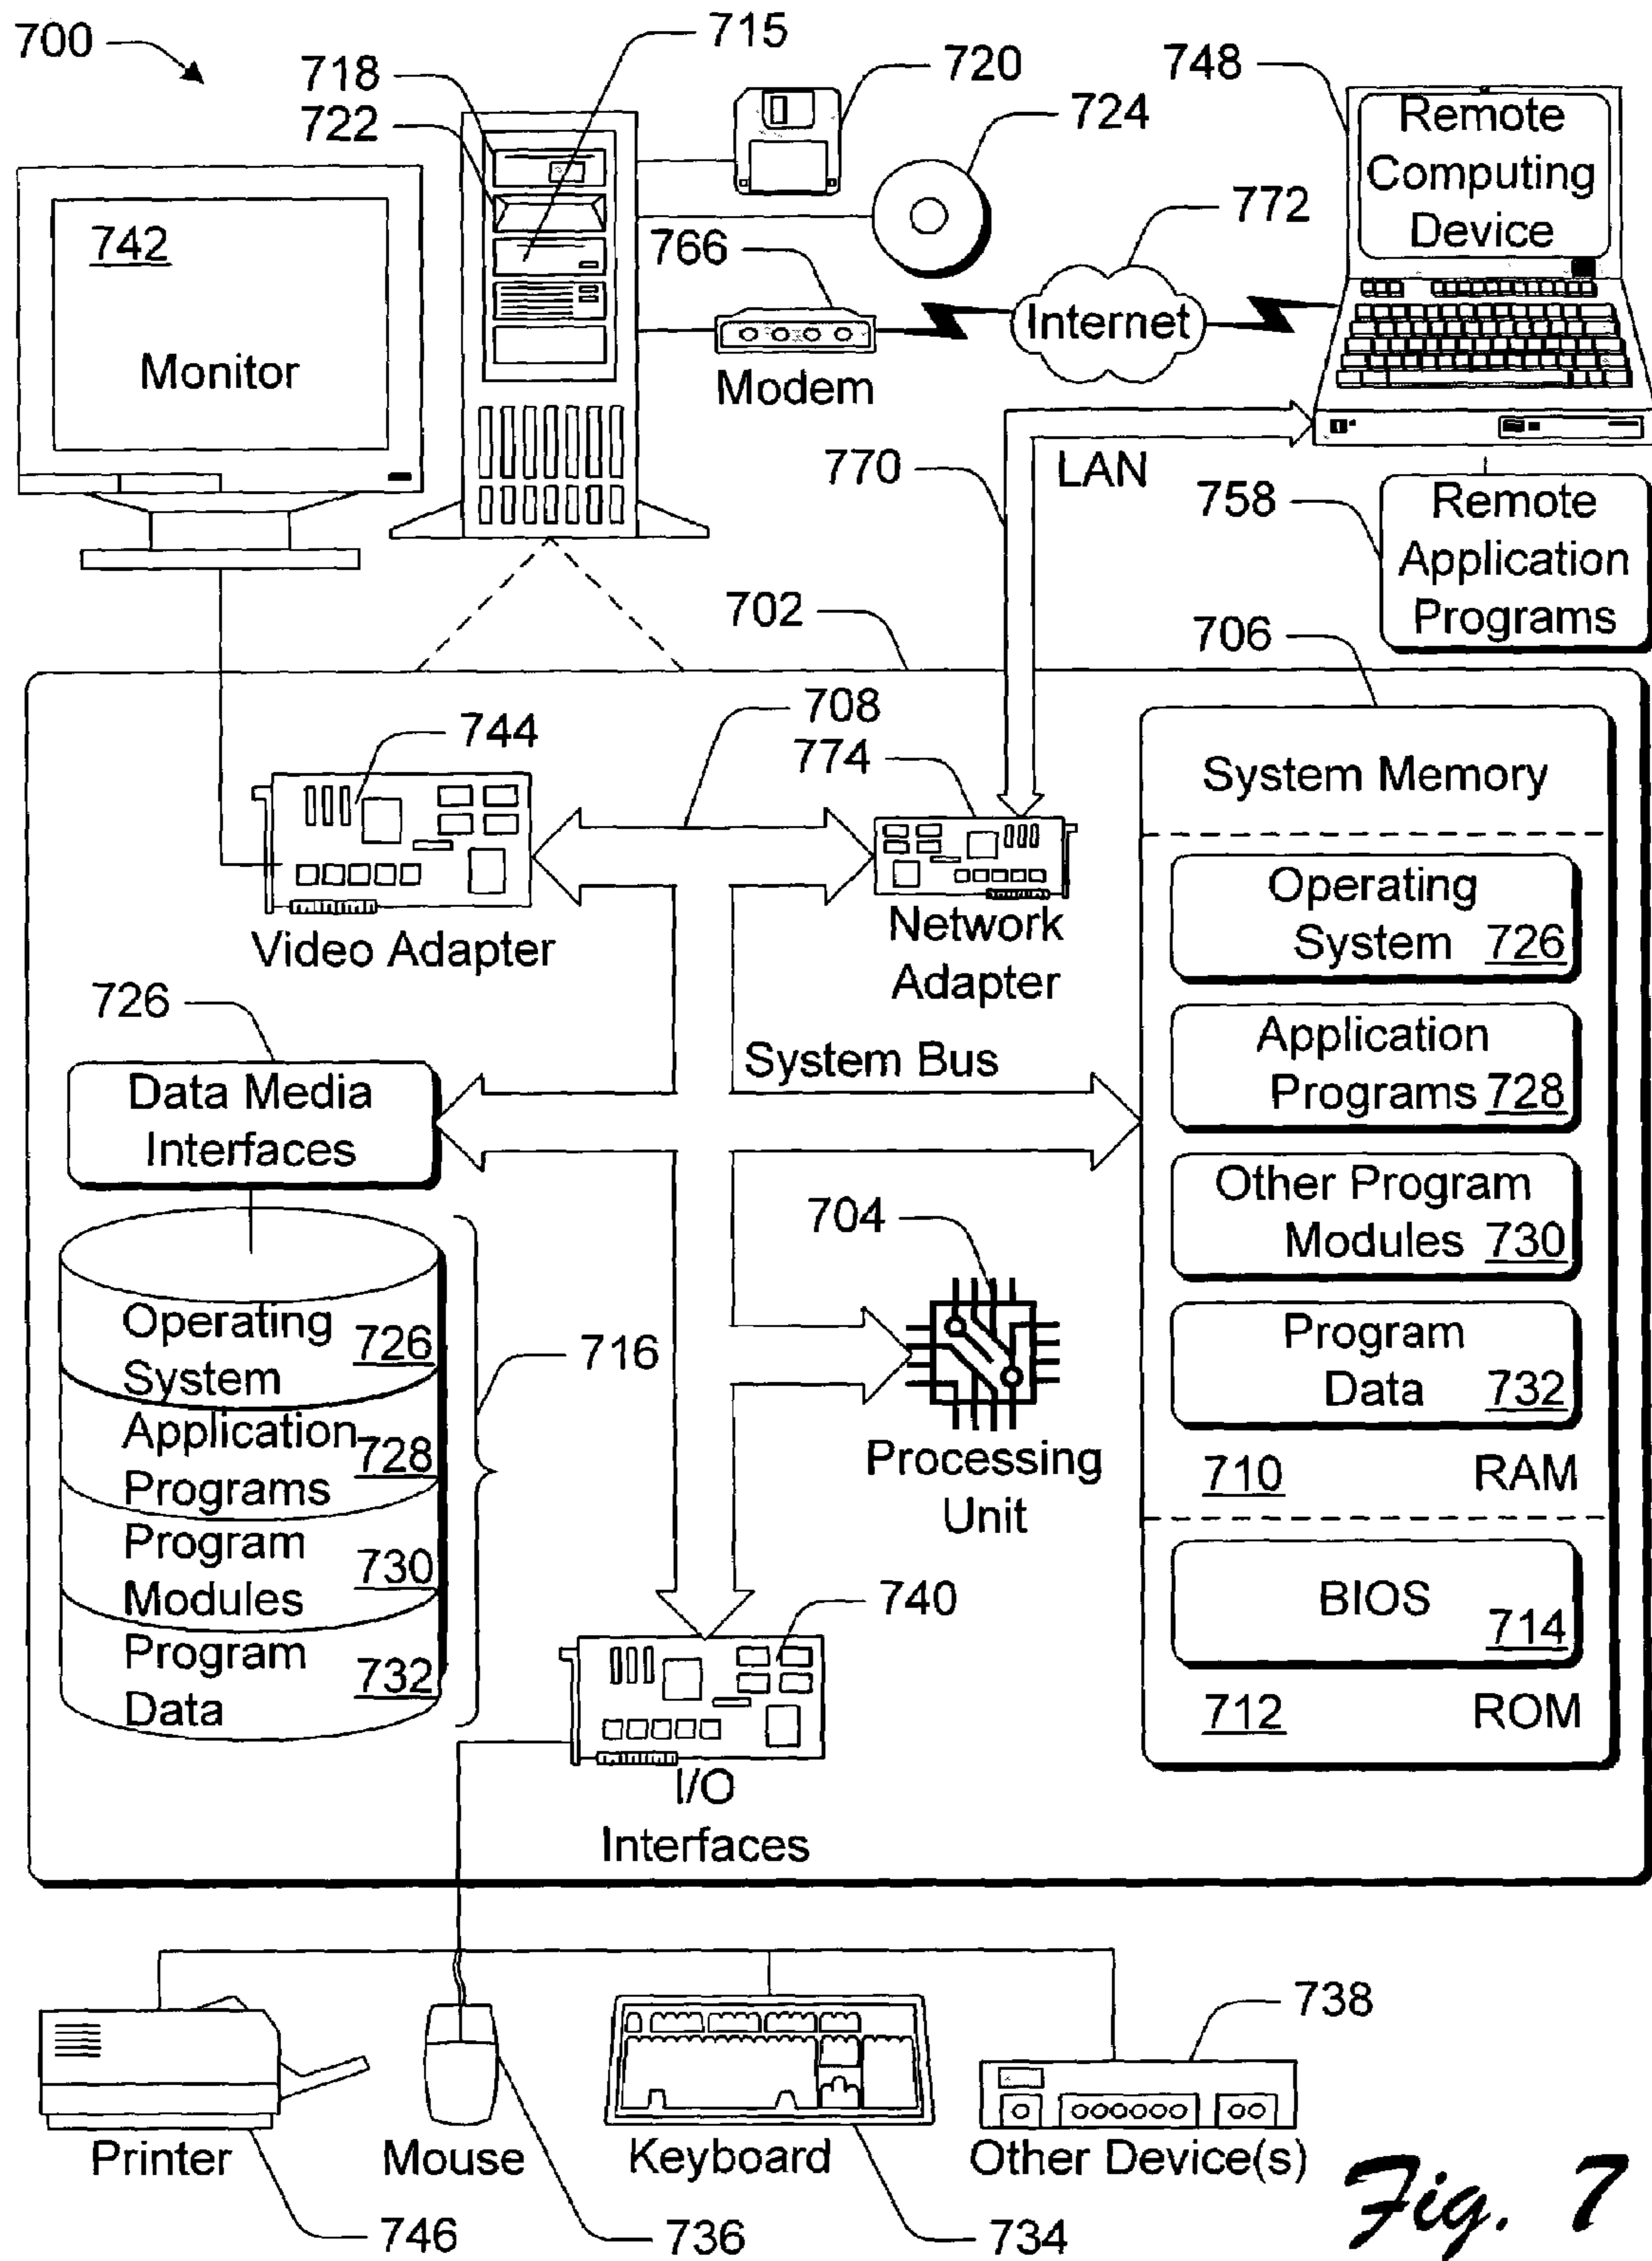 700
715
718
722
720
724
748
Remote
Computing
Device
742
Monitor
766
Modem
772
Internet
770
LAN
758
Remote
Application
Programs
702
706
708
744
774
Video Adapter
Network
Adapter
System Memory
Operating
System 726
Application
Programs 728
Other Program
Modules 730
Program
Data 732
710 RAM
BIOS
714
712 ROM
726
Data Media
Interfaces
System Bus
704
Processing
Unit
Operating
System 726
Application
Programs 728
Program
Modules 730
Program
Data 732
716
740
I/O
Interfaces
738
Printer
Mouse
Keyboard
Other Device(s)
746
736
734
Fig. 7